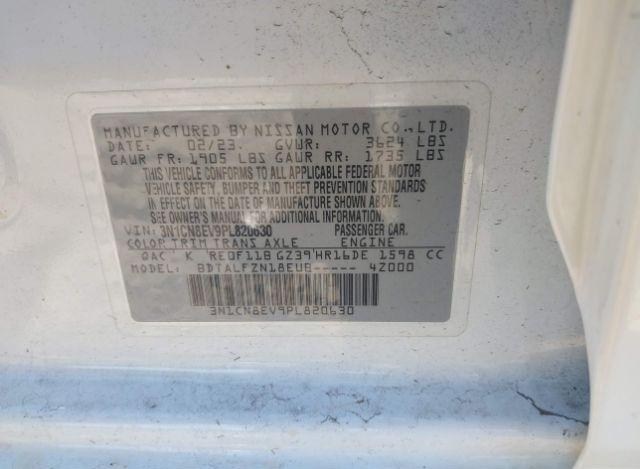 MANUFACTURED BY NISSAN MOTOR CO.,LTD.
DATE: 02/23. GVWR: 3624 LBS
GAWR FR: 1905 LBS GAWR RR: 1735 LBS
THIS VEHICLE CONFORMS TO ALL APPLICABLE FEDERAL MOTOR
VEHICLE SAFETY, BUMPER AND THEFT PREVENTION STANDARDS
IN EFFECT ON THE DATE OF MANUFACTURE SHOWN ABOVE.
SEE OWNER'S MANUAL FOR ADDITIONAL INFORMATION.
VIN: 3N1CN8EV9PL820630 PASSENGER CAR.
COLOR TRIM TRANS AXLE ENGINE
QAC K RE0F11B GZ39 HR16DE 1598 CC
MODEL: BDTALFZN18EUB----- 4Z000
3N1CN8EV9PL820630